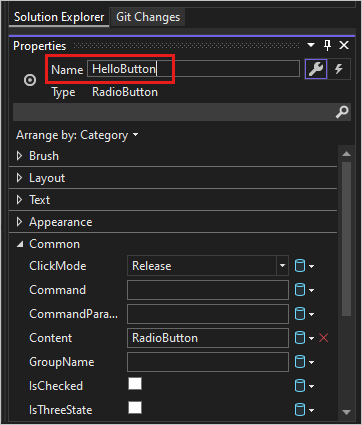 Solution Explorer Git Changes
Properties
Name HelloButton
Type RadioButton
Arrange by: Category
Brush
Layout
Text
Appearance
Common
ClickMode Release
Command
CommandPara...
Content RadioButton
GroupName
IsChecked
IsThreeState